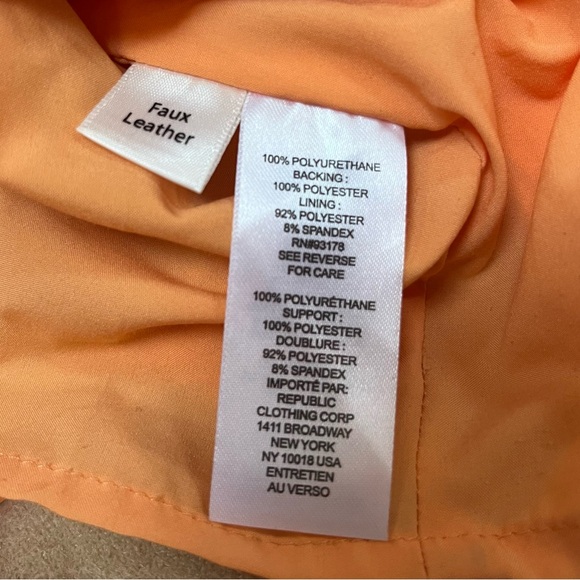 Faux
Leather
100% POLYURETHANE
BACKING :
100% POLYESTER
LINING :
92% POLYESTER
8% SPANDEX
RN#93178
SEE REVERSE
FOR CARE
100% POLYURÉTHANE
SUPPORT :
100% POLYESTER
DOUBLURE :
92% POLYESTER
8% SPANDEX
IMPORTÉ PAR:
REPUBLIC
CLOTHING CORP
1411 BROADWAY
NEW YORK
NY 10018 USA
ENTRETIEN
AU VERSO